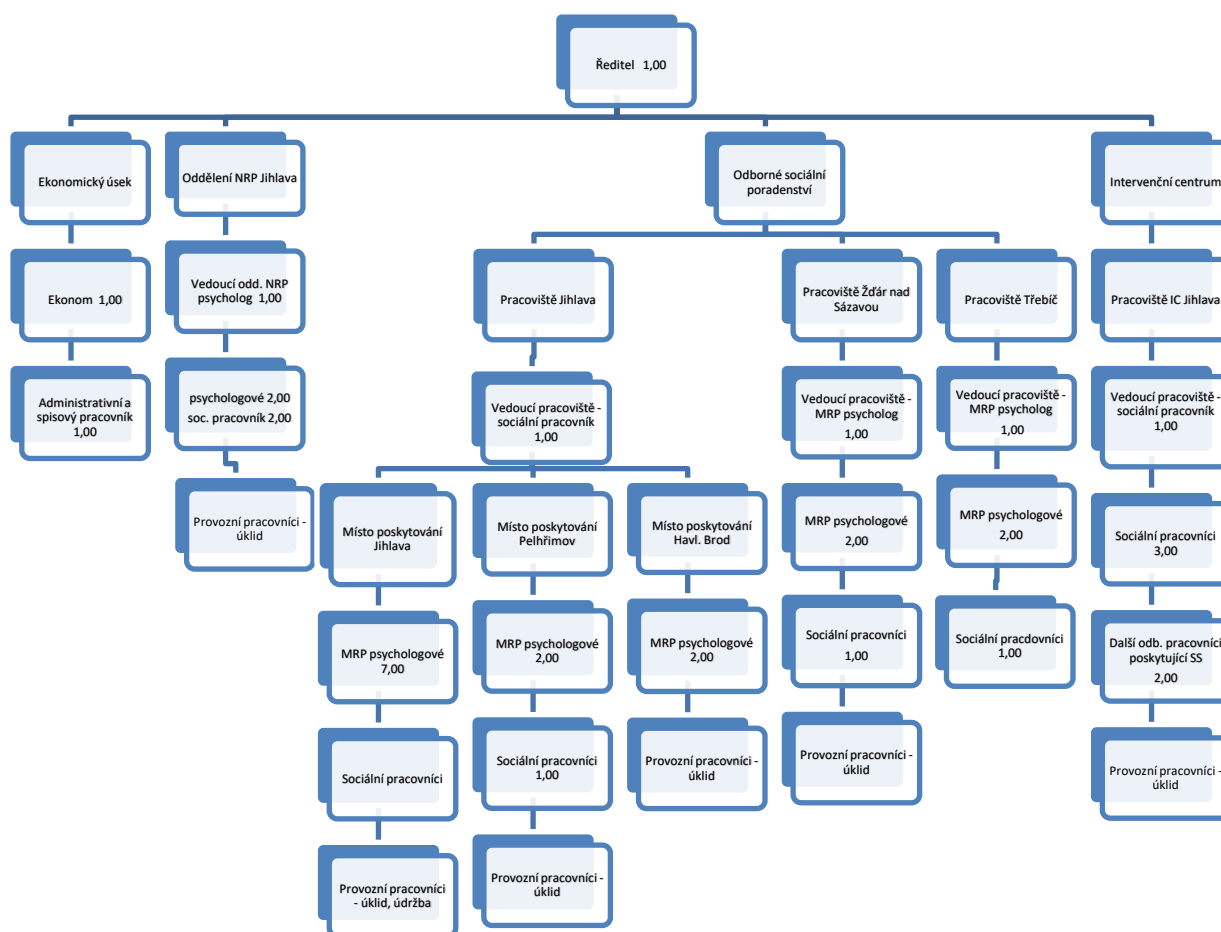 Ředitel 1,00
Ekonomický úsek
Oddělení NRP Jihlava
Odborné sociální
poradenství
Intervenční centrum
Ekonom 1,00
Vedoucí odd. NRP
psycholog 1,00
Pracoviště Jihlava
Pracoviště Žďár nad
Sázavou
Pracoviště Třebíč
Pracoviště IC Jihlava
Administrativní a
spisový pracovník
1,00
psychologové 2,00
soc. pracovník 2,00
Vedoucí pracoviště -
sociální pracovník
1,00
Vedoucí pracoviště -
MRP psycholog
1,00
Vedoucí pracoviště -
MRP psycholog
1,00
Vedoucí pracoviště -
sociální pracovník
1,00
Provozní pracovníci -
úklid
Místo poskytování
Jihlava
Místo poskytování
Pelhřimov
Místo poskytování
Havl. Brod
MRP psychologové
2,00
MRP psychologové
2,00
Sociální pracovníci
3,00
MRP psychologové
7,00
MRP psychologové
2,00
MRP psychologové
2,00
Sociální pracovníci
1,00
Sociální pracdovníci
1,00
Další odb. pracovníci
poskytující SS
2,00
Sociální pracovníci
Sociální pracovníci
1,00
Provozní pracovníci -
úklid
Provozní pracovníci -
úklid
Provozní pracovníci -
úklid
Provozní pracovníci
- úklid, údržba
Provozní pracovníci -
úklid